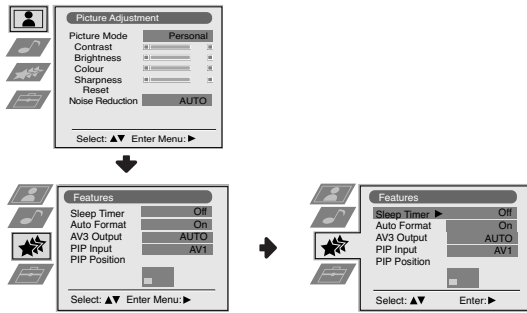 Picture Adjustment
Picture Mode Personal
Contrast
Brightness
Colour
Sharpness
Reset
Noise Reduction AUTO
Select: ▲▼ Enter Menu: ►
Features
Sleep Timer Off
Auto Format On
AV3 Output AUTO
PIP Input AV1
PIP Position
Select: ▲▼ Enter Menu: ►
Features
Sleep Timer ► Off
Auto Format On
AV3 Output AUTO
PIP Input AV1
PIP Position
Select: ▲▼ Enter: ►